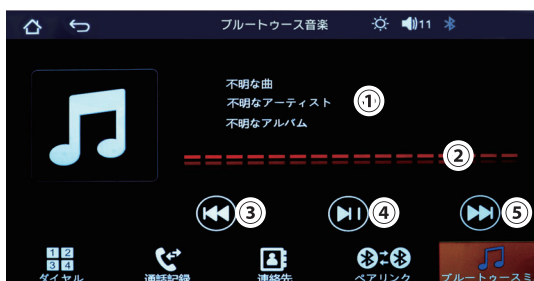 ブルートゥース音楽
11
不明な曲
不明なアーティスト
不明なアルバム
①
②
③
④
⑤
1 2
3 4
ダイヤル
通話記録
連絡先
ペアリンク
ブルートゥースミ